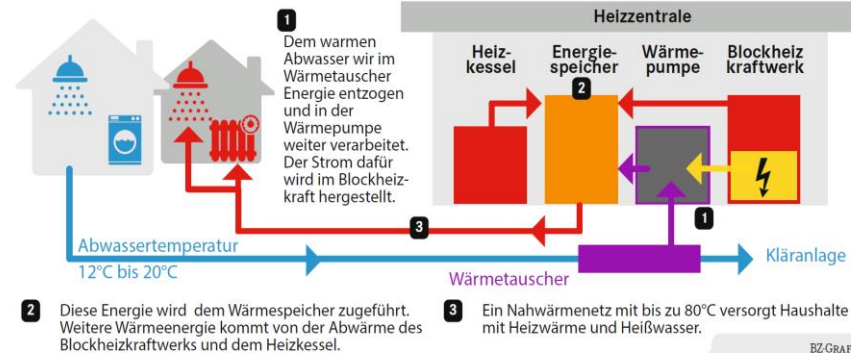 1
Dem warmen
Abwasser wir im
Wärmetauscher
Energie entzogen
und in der
Wärmepumpe
weiter verarbeitet.
Der Strom dafür
wird im Blockheiz-
kraft hergestellt.
Heizzentrale
Heiz-
kessel
Energie-
speicher
Wärme-
pumpe
Blockheiz
kraftwerk
2
1
3
Abwassertemperatur
12°C bis 20°C
Wärmetauscher
Kläranlage
2 Diese Energie wird dem Wärmespeicher zugeführt.
Weitere Wärmeenergie kommt von der Abwärme des
Blockheizkraftwerks und dem Heizkessel.
3 Ein Nahwärmenetz mit bis zu 80°C versorgt Haushalte
mit Heizwärme und Heißwasser.